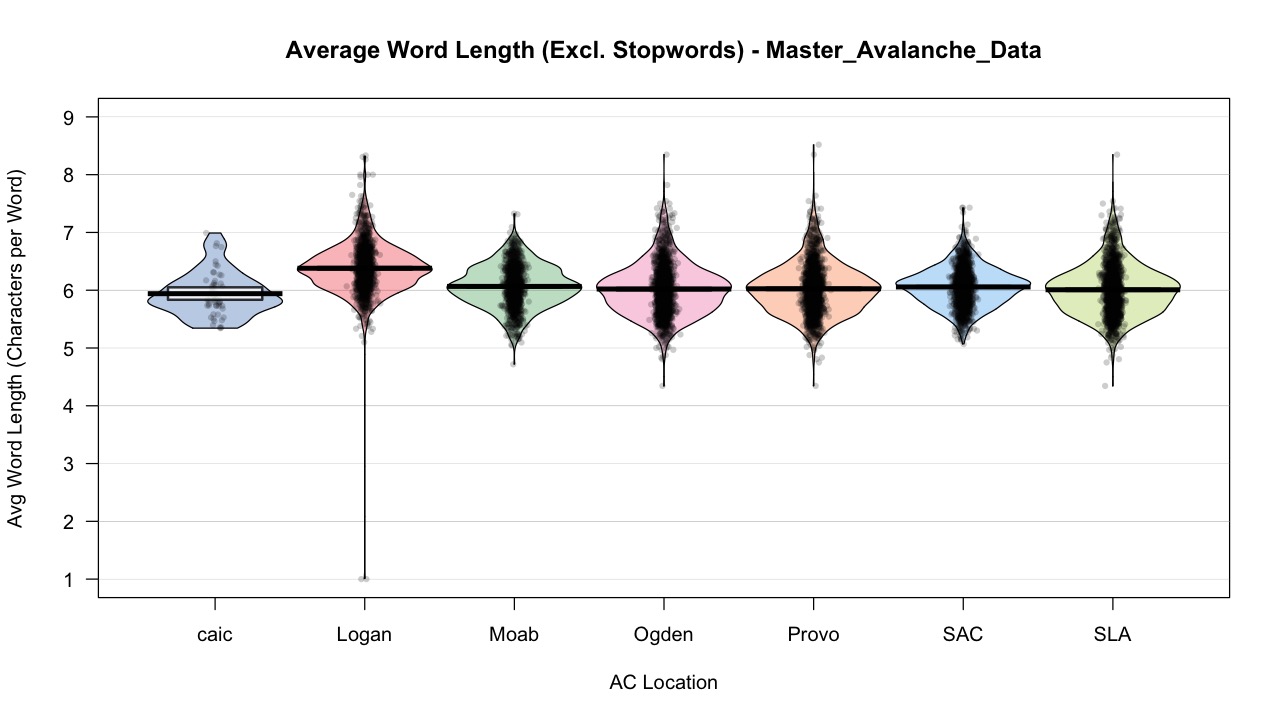 Average Word Length (Excl. Stopwords) - Master_Avalanche_Data
Avg Word Length (Characters per Word)
9
8
7
6
5
4
3
2
1
caic Logan Moab Ogden Provo SAC SLA
AC Location